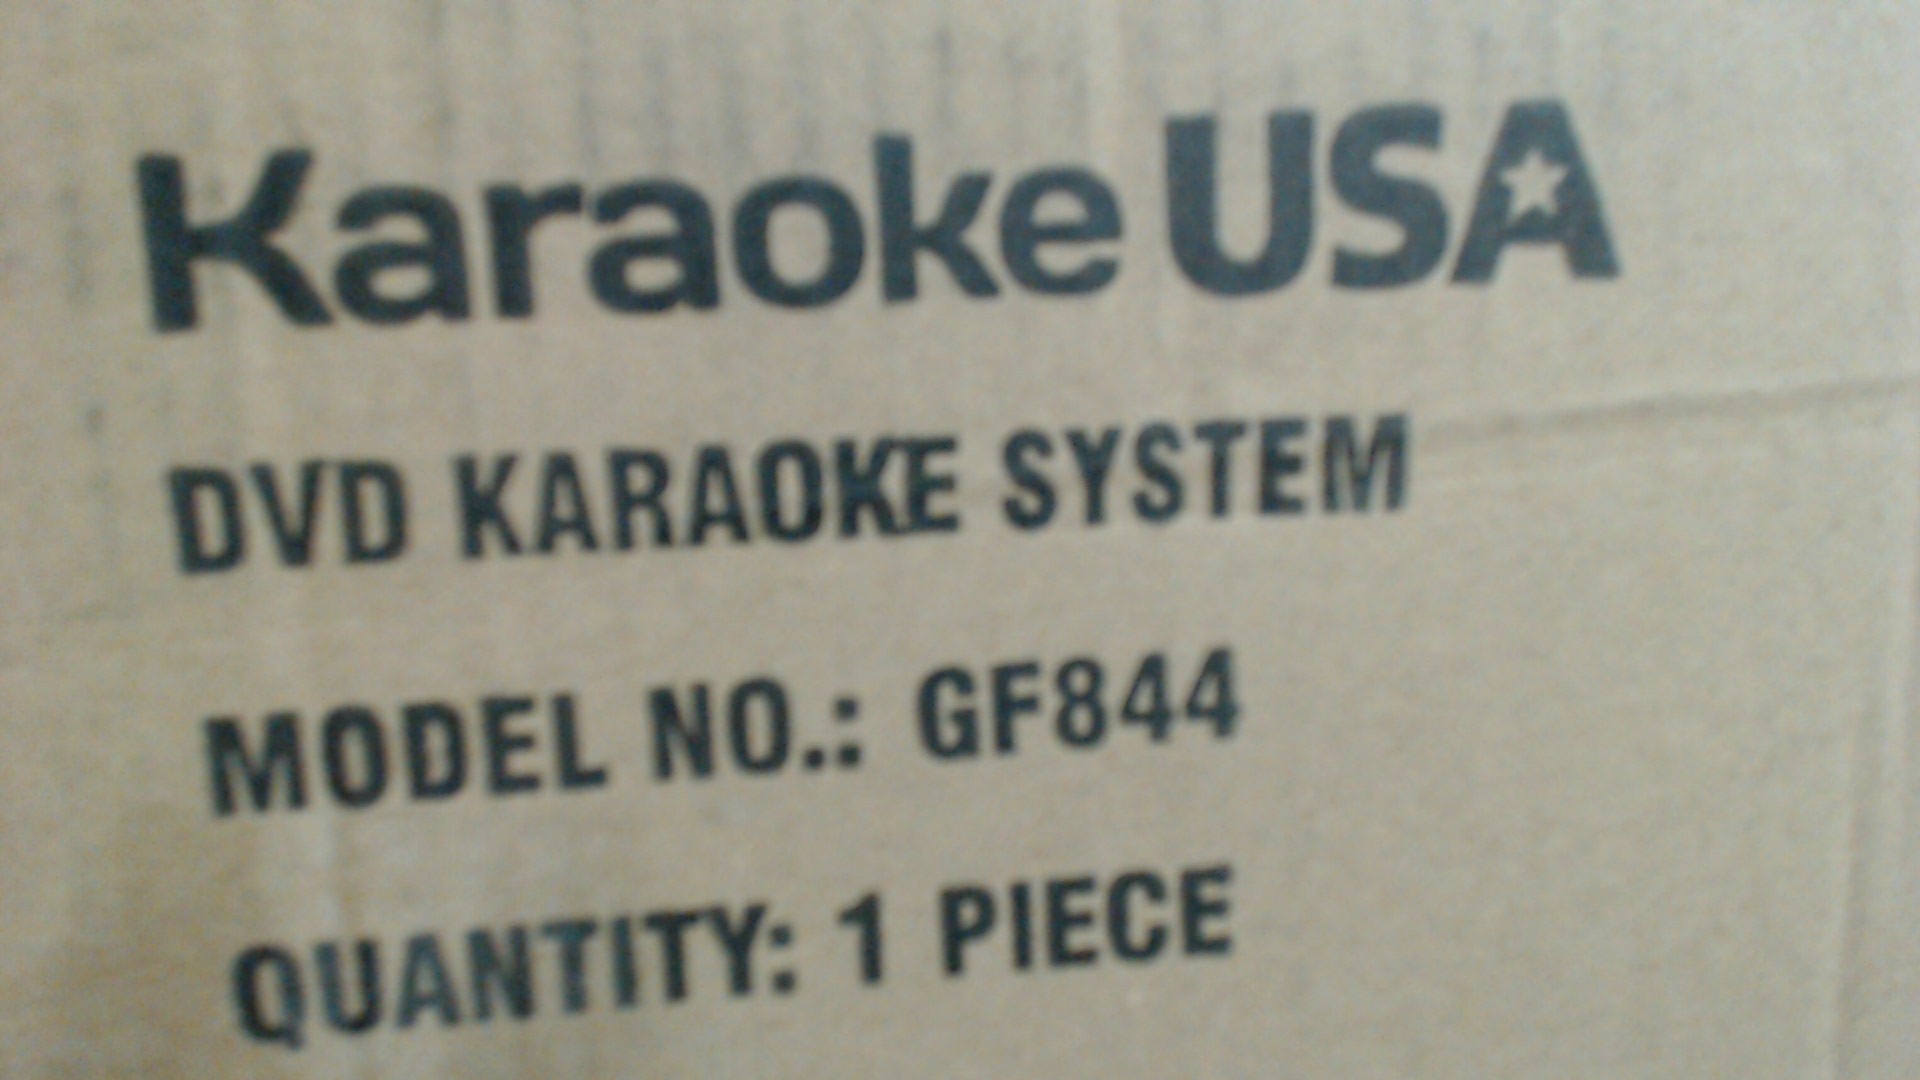 Karaoke USA
DVD KARAOKE SYSTEM
MODEL NO.: GF844
QUANTITY: 1 PIECE